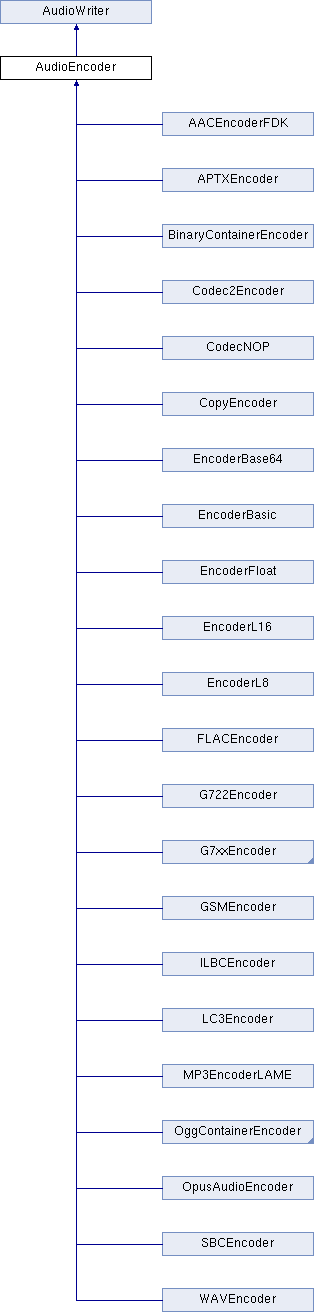 AudioWriter
AudioEncoder
AACEncoderFDK
APTXEncoder
BinaryContainerEncoder
Codec2Encoder
CodecNOP
CopyEncoder
EncoderBase64
EncoderBasic
EncoderFloat
EncoderL16
EncoderL8
FLACEncoder
G722Encoder
G7xxEncoder
GSMEncoder
ILBCEncoder
LC3Encoder
MP3EncoderLAME
OggContainerEncoder
OpusAudioEncoder
SBCEncoder
WAVEncoder